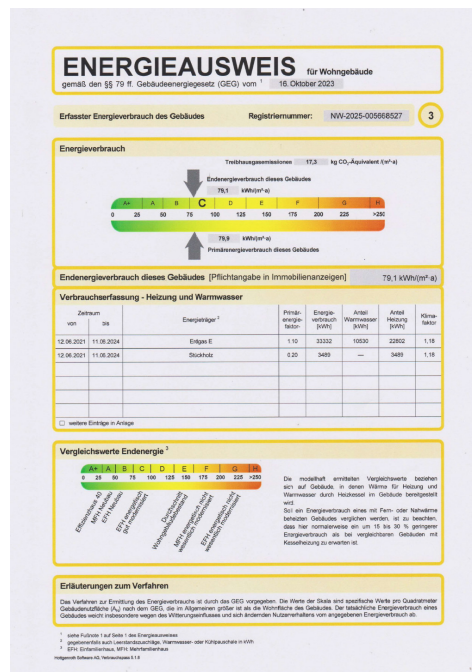 ENERGIEAUSWEIS für Wohngebäude
gemäß den §§ 79 ff. Gebäudeenergiegesetz (GEG) vom 1 16. Oktober 2023
Erfasster Energieverbrauch des Gebäudes Registriernummer: NW-2025-005668527 3
Energieverbrauch
Treibhausgasemissionen 17,3 kg CO2-Äquivalent /(m²·a)
Endenergieverbrauch dieses Gebäudes
79,1 kWh/(m²·a)
A+ A B C D E F G H
0 25 50 75 100 125 150 175 200 225 >250
79,9 kWh/(m²·a)
Primärenergieverbrauch dieses Gebäudes
Endenergieverbrauch dieses Gebäudes [Pflichtangabe in Immobilienanzeigen] 79,1 kWh/(m²·a)
Verbrauchserfassung - Heizung und Warmwasser
Zeitraum
von bis
Energieträger 2
Primär-energie-faktor-
Energie-verbrauch [kWh]
Anteil Warmwasser [kWh]
Anteil Heizung [kWh]
Klima-faktor
12.06.2021 11.06.2024 Erdgas E 1.10 33332 10530 22802 1,18
12.06.2021 11.06.2024 Stückholz 0.20 3489 — 3489 1,18
weitere Einträge in Anlage
Vergleichswerte Endenergie 3
A+ A B C D E F G H
0 25 50 75 100 125 150 175 200 225 >250
Effizienzhaus 40
MFH Neubau
EFH Neubau
EFH energetisch gut modernisiert
Durchschnitt Wohngebäudebestand
MFH energetisch nicht wesentlich modernisiert
EFH energetisch nicht wesentlich modernisiert
Die modellhaft ermittelten Vergleichswerte beziehen
sich auf Gebäude, in denen Wärme für Heizung und
Warmwasser durch Heizkessel im Gebäude bereitgestellt
wird.
Soll ein Energieverbrauch eines mit Fern- oder Nahwärme
beheizten Gebäudes verglichen werden, ist zu beachten,
dass hier normalerweise ein um 15 bis 30 % geringerer
Energieverbrauch als bei vergleichbaren Gebäuden mit
Kesselheizung zu erwarten ist.
Erläuterungen zum Verfahren
Das Verfahren zur Ermittlung des Energieverbrauchs ist durch das GEG vorgegeben. Die Werte der Skala sind spezifische Werte pro Quadratmeter
Gebäudenutzfläche (AN) nach dem GEG, die im Allgemeinen größer ist als die Wohnfläche des Gebäudes. Der tatsächliche Energieverbrauch eines
Gebäudes weicht insbesondere wegen des Witterungseinflusses und sich ändernden Nutzerverhaltens vom angegebenen Energieverbrauch ab.
1 siehe Fußnote 1 auf Seite 1 des Energieausweises
2 gegebenenfalls auch Leerstandszuschläge, Warmwasser- oder Kühlpauschale in kWh
3 EFH: Einfamilienhaus, MFH: Mehrfamilienhaus
Hottgenroth Software AG, Verbrauchspass 5.1.9